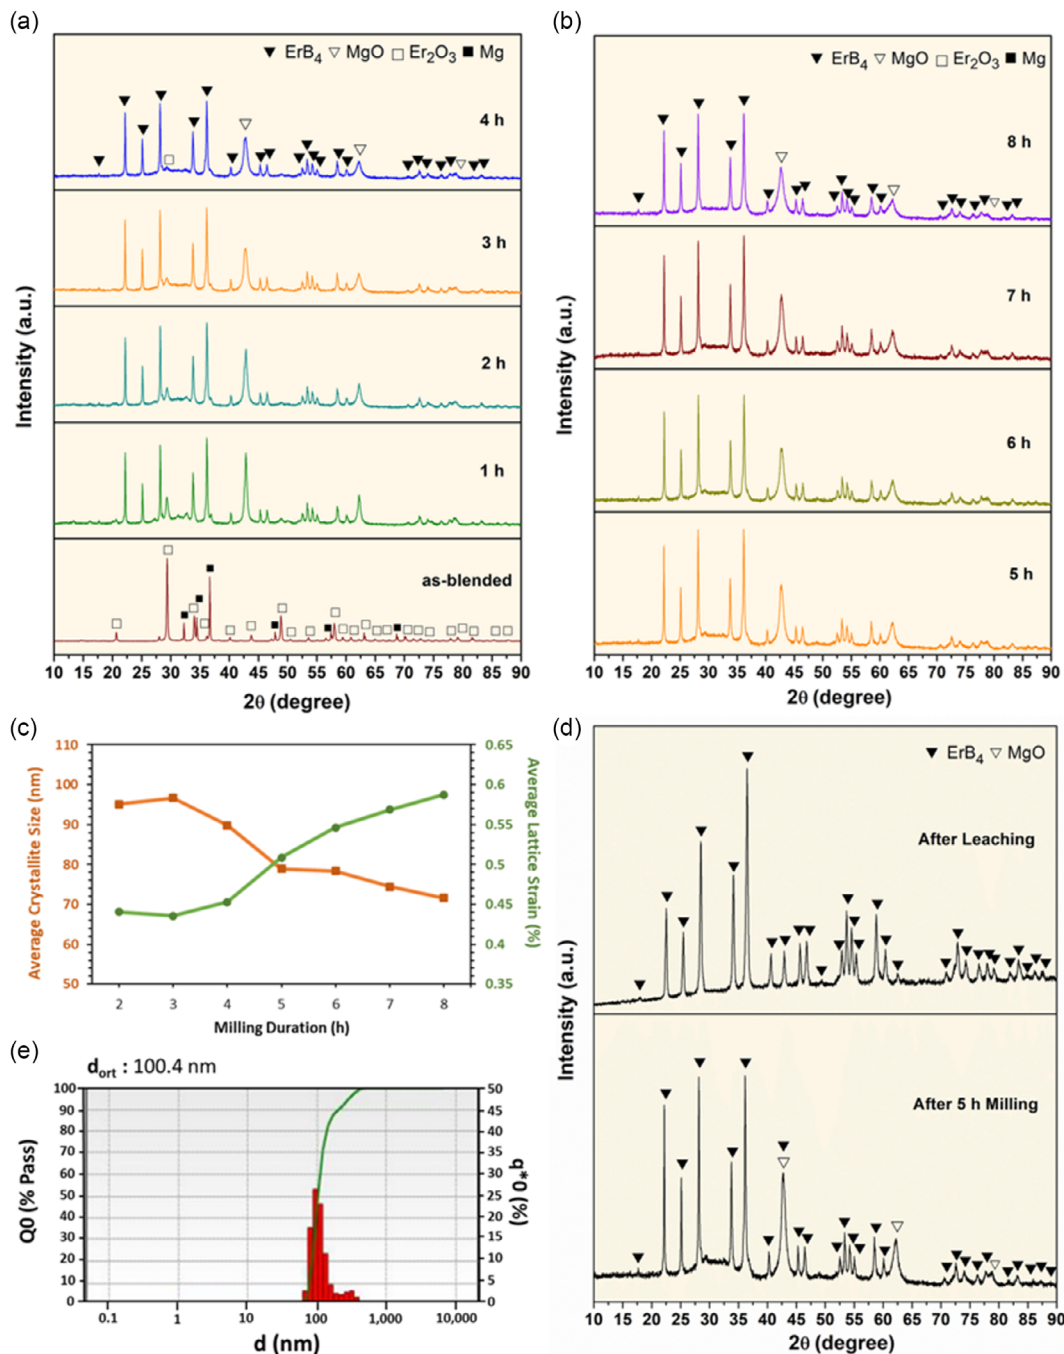 (a)
▼ ErB₄ ▽ MgO □ Er₂O₃ ■ Mg
4 h
3 h
2 h
1 h
as-blended
Intensity (a.u.)
10 15 20 25 30 35 40 45 50 55 60 65 70 75 80 85 90
2θ (degree)
(b)
▼ ErB₄ ▽ MgO □ Er₂O₃ ■ Mg
8 h
7 h
6 h
5 h
Intensity (a.u.)
10 15 20 25 30 35 40 45 50 55 60 65 70 75 80 85 90
2θ (degree)
(c)
Average Crystallite Size (nm)
110
100
90
80
70
60
50
0.65
0.6
0.55
0.5
0.45
0.4
0.35
Average Lattice
Strain (%)
2 3 4 5 6 7 8
Milling Duration (h)
(d)
▼ ErB₄ ▽ MgO
After Leaching
After 5 h Milling
Intensity (a.u.)
10 15 20 25 30 35 40 45 50 55 60 65 70 75 80 85 90
2θ (degree)
(e)
dort : 100.4 nm
Q0 (% Pass)
100
90
80
70
60
50
40
30
20
10
0
50
45
40
35
30
25
20
15
10
5
0
q*0 (%)
0.1 1 10 100 1,000 10,000
d (nm)